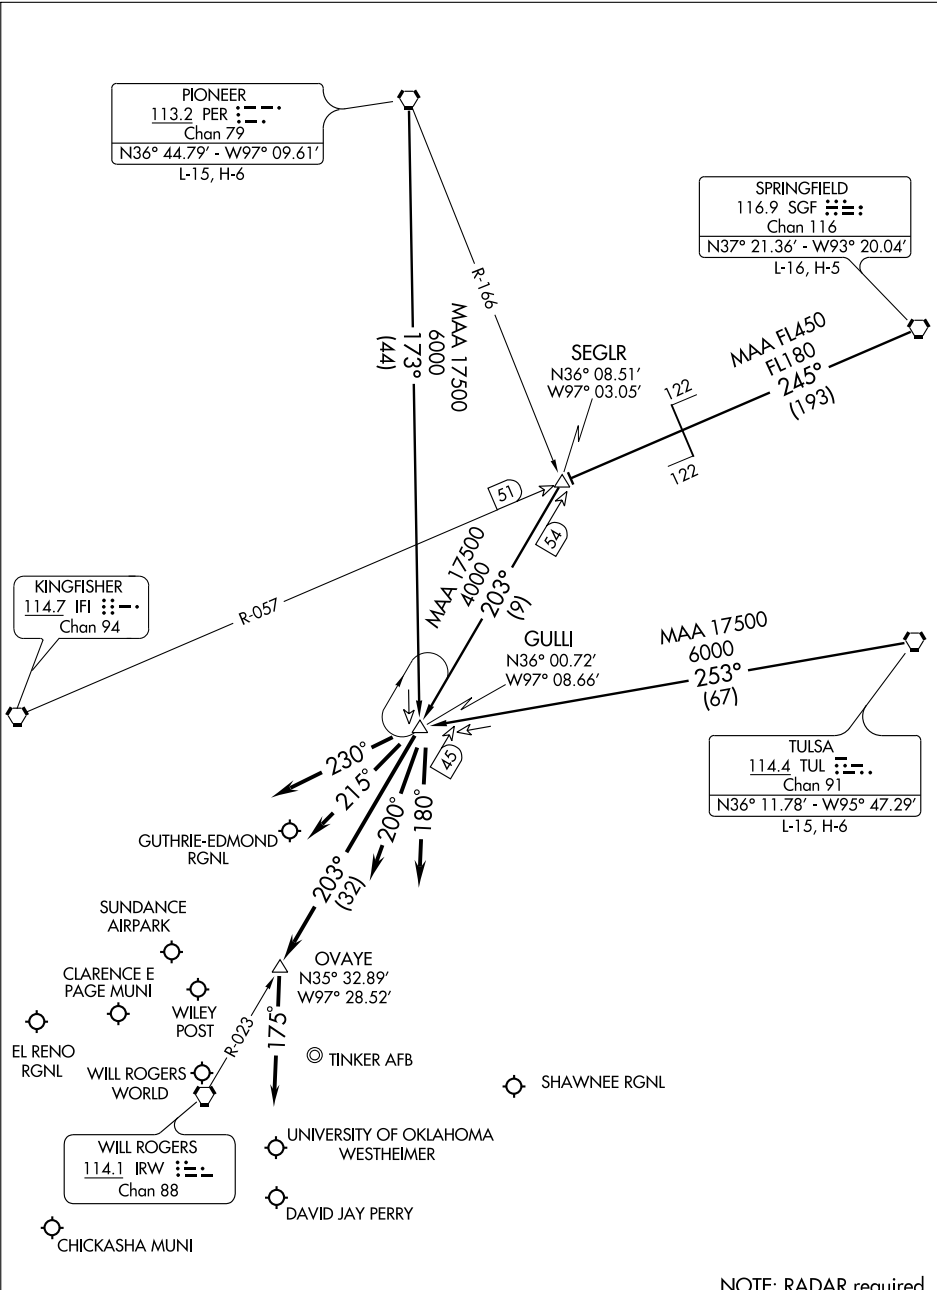 PIONEER
113.2 PER
Chan 79
N36° 44.79' - W97° 09.61'
L-15, H-6
SPRINGFIELD
116.9 SGF
Chan 116
N37° 21.36' - W93° 20.04'
L-16, H-5
R-166
MAA 17500
6000
173°
(44)
MAA FL450
FL180
245°
(193)
SEGLR
N36° 08.51'
W97° 03.05'
122
122
51
54
MAA 17500
4000
203°
(9)
KINGFISHER
114.7 IFI
Chan 94
R-057
GULLI
N36° 00.72'
W97° 08.66'
MAA 17500
6000
253°
(67)
45
TULSA
114.4 TUL
Chan 91
N36° 11.78' - W95° 47.29'
L-15, H-6
230°
215°
200°
180°
203°
(32)
GUTHRIE-EDMOND
RGNL
SUNDANCE
AIRPARK
CLARENCE E
PAGE MUNI
WILEY
POST
EL RENO
RGNL
OVAYE
N35° 32.89'
W97° 28.52'
R-023
175°
WILL ROGERS
WORLD
TINKER AFB
SHAWNEE RGNL
WILL ROGERS
114.1 IRW
Chan 88
UNIVERSITY OF OKLAHOMA
WESTHEIMER
DAVID JAY PERRY
CHICKASHA MUNI
NOTE: RADAR required